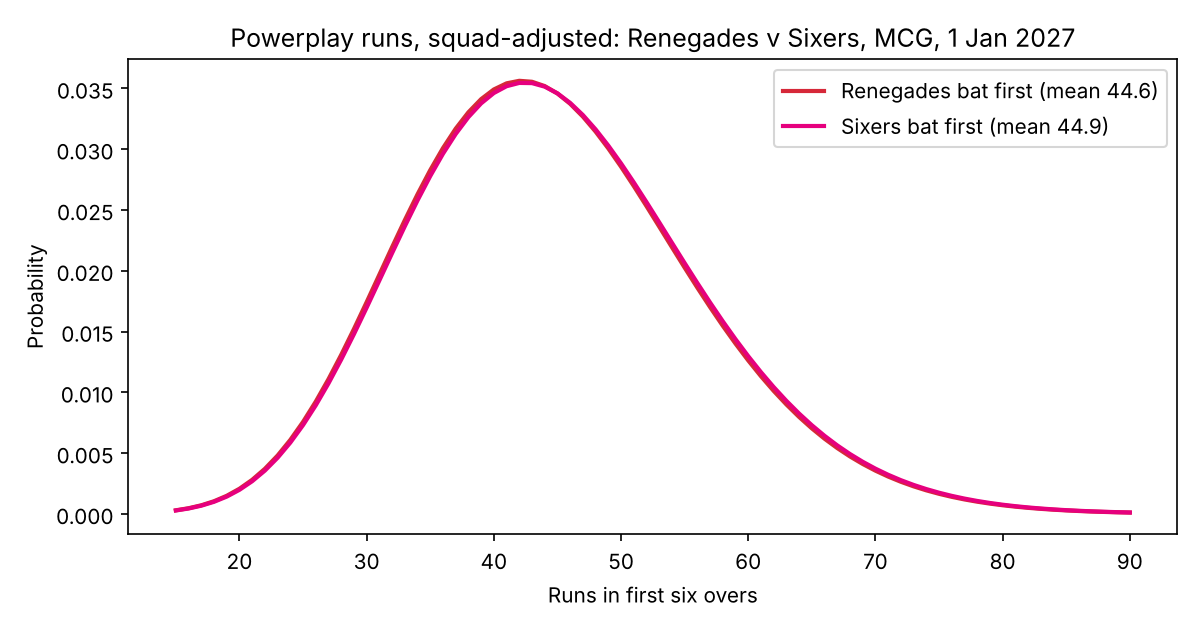 Powerplay runs, squad-adjusted: Renegades v Sixers, MCG, 1 Jan 2027
Renegades bat first (mean 44.6)
Sixers bat first (mean 44.9)
Probability
0.035
0.030
0.025
0.020
0.015
0.010
0.005
0.000
20 30 40 50 60 70 80 90
Runs in first six overs